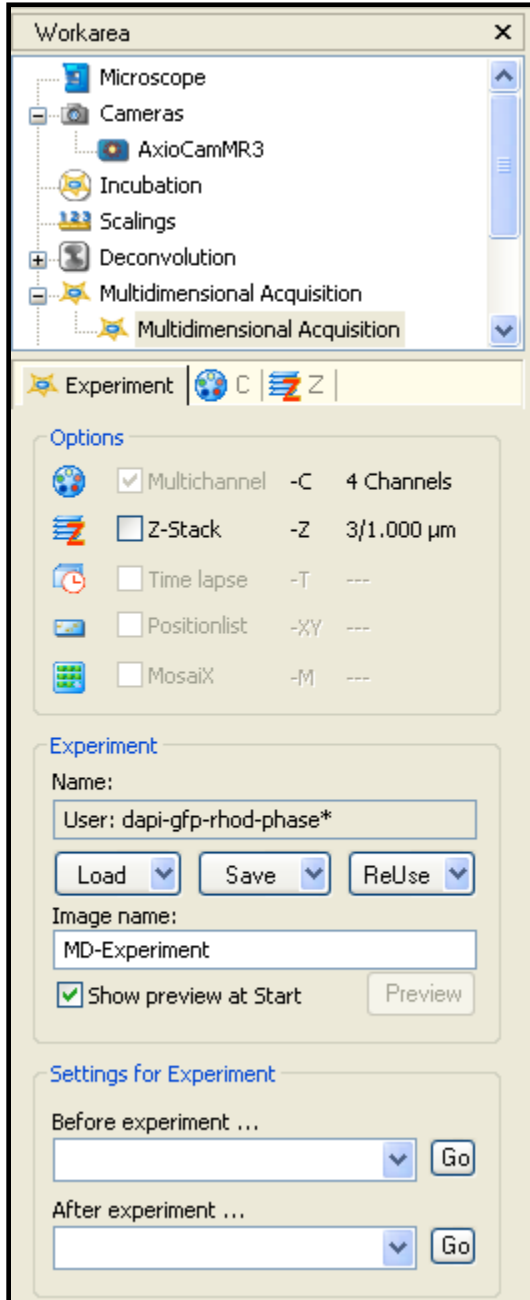 Workarea
Microscope
Cameras
AxioCamMR3
Incubation
123 Scalings
Deconvolution
Multidimensional Acquisition
Multidimensional Acquisition
Experiment C Z Z
Options
Multichannel -C 4 Channels
Z Z-Stack -Z 3/1.000 µm
Time lapse -T ---
Positionlist -XY ---
MosaiX -M ---
Experiment
Name:
User: dapi-gfp-rhod-phase*
Load Save ReUse
Image name:
MD-Experiment
Show preview at Start Preview
Settings for Experiment
Before experiment ...
Go
After experiment ...
Go